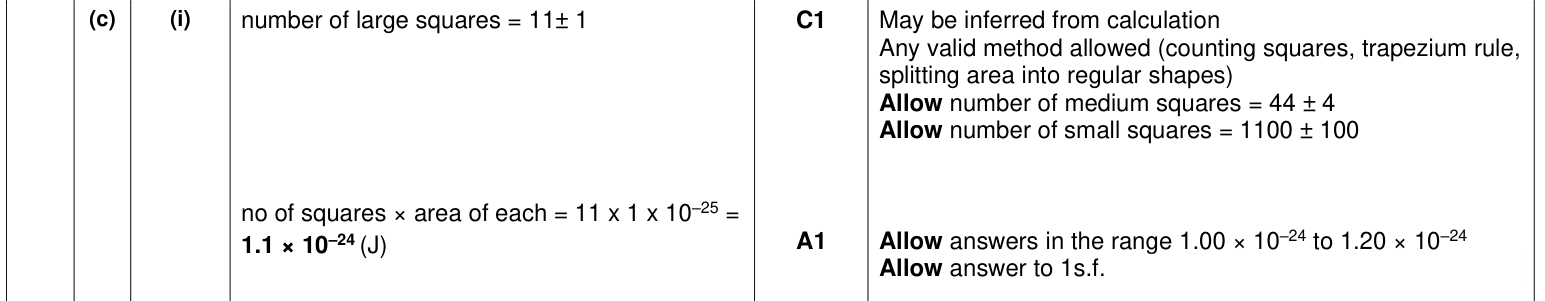 (c) (i) number of large squares = 11± 1 C1 May be inferred from calculation
Any valid method allowed (counting squares, trapezium rule,
splitting area into regular shapes)
Allow number of medium squares = 44 ± 4
Allow number of small squares = 1100 ± 100
no of squares × area of each = 11 x 1 x 10⁻²⁵ =
1.1 × 10⁻²⁴ (J) A1 Allow answers in the range 1.00 × 10⁻²⁴ to 1.20 × 10⁻²⁴
Allow answer to 1s.f.